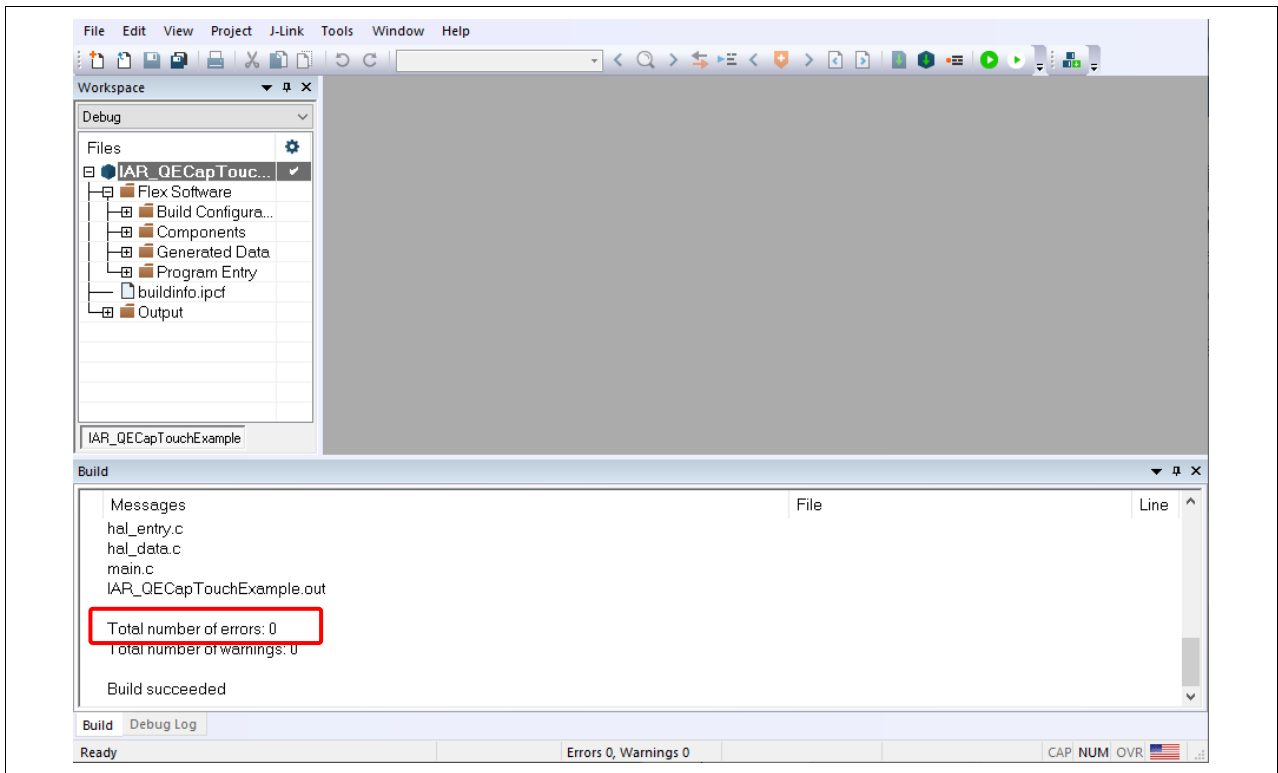 File Edit View Project J-Link Tools Window Help
Workspace
Debug
Files
IAR_QECapTouc...
Flex Software
Build Configura...
Components
Generated Data
Program Entry
buildinfo.ipcf
Output
IAR_QECapTouchExample
Build
Messages File Line
hal_entry.c
hal_data.c
main.c
IAR_QECapTouchExample.out
Total number of errors: 0
Total number of warnings: 0
Build succeeded
Build Debug Log
Ready Errors 0, Warnings 0 CAP NUM OVR